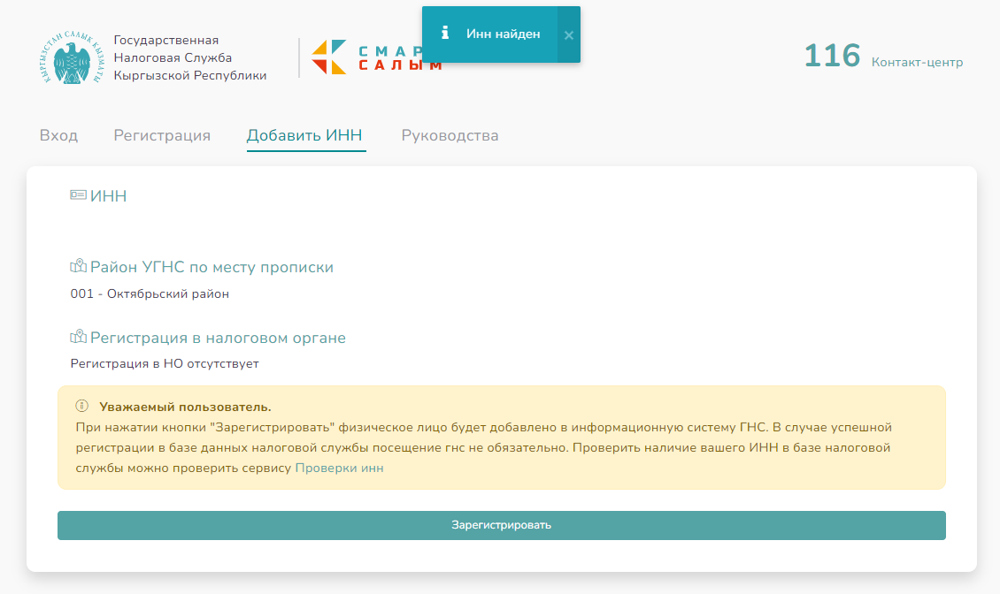 Инн найден
×
КЫРГЫЗСТАН САЛЫК КЫЗМАТЫ
Государственная
Налоговая Служба
Кыргызской Республики
СМАР
САЛЫМ
116 Контакт-центр
Вход Регистрация Добавить ИНН Руководства
ИНН
Район УГНС по месту прописки
001 - Октябрьский район
Регистрация в налоговом органе
Регистрация в НО отсутствует
Уважаемый пользователь.
При нажатии кнопки "Зарегистрировать" физическое лицо будет добавлено в информационную систему ГНС. В случае успешной
регистрации в базе данных налоговой службы посещение гнс не обязательно. Проверить наличие вашего ИНН в базе налоговой
службы можно проверить сервису Проверки инн
Зарегистрировать